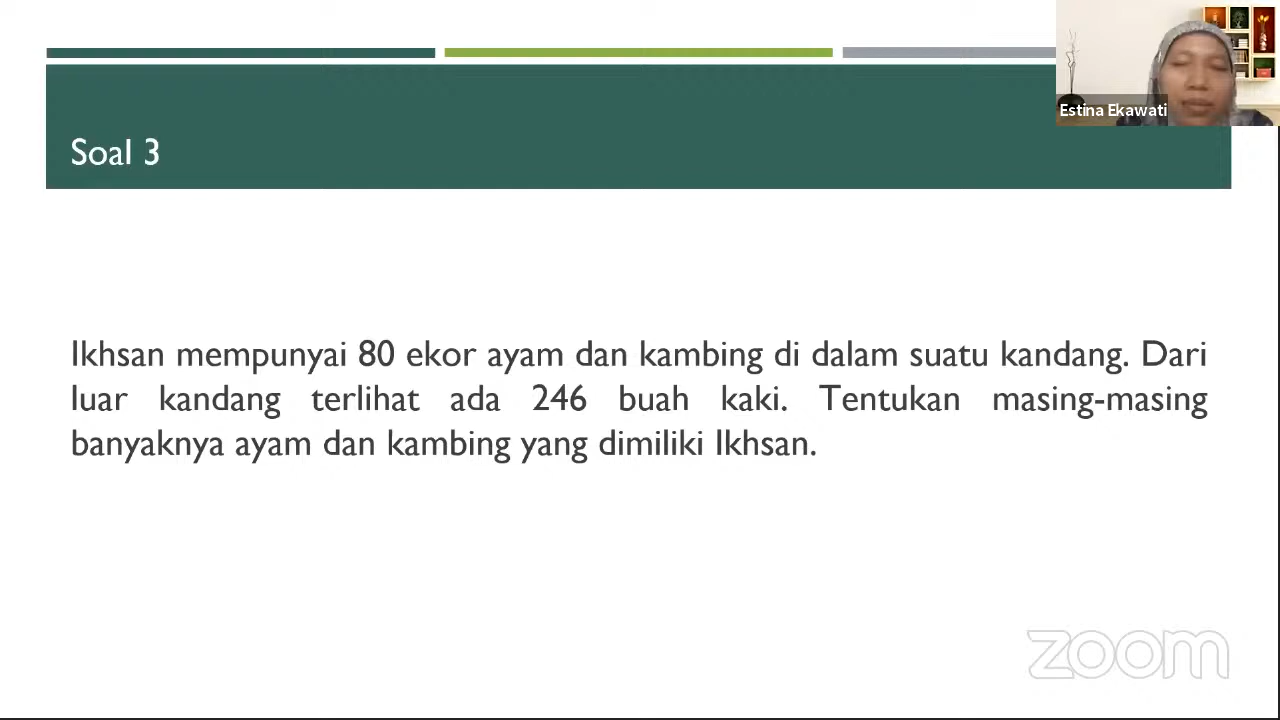 Estina Ekawati
Soal 3
Ikhsan mempunyai 80 ekor ayam dan kambing di dalam suatu kandang. Dari
luar kandang terlihat ada 246 buah kaki. Tentukan masing-masing
banyaknya ayam dan kambing yang dimiliki Ikhsan.
zoom